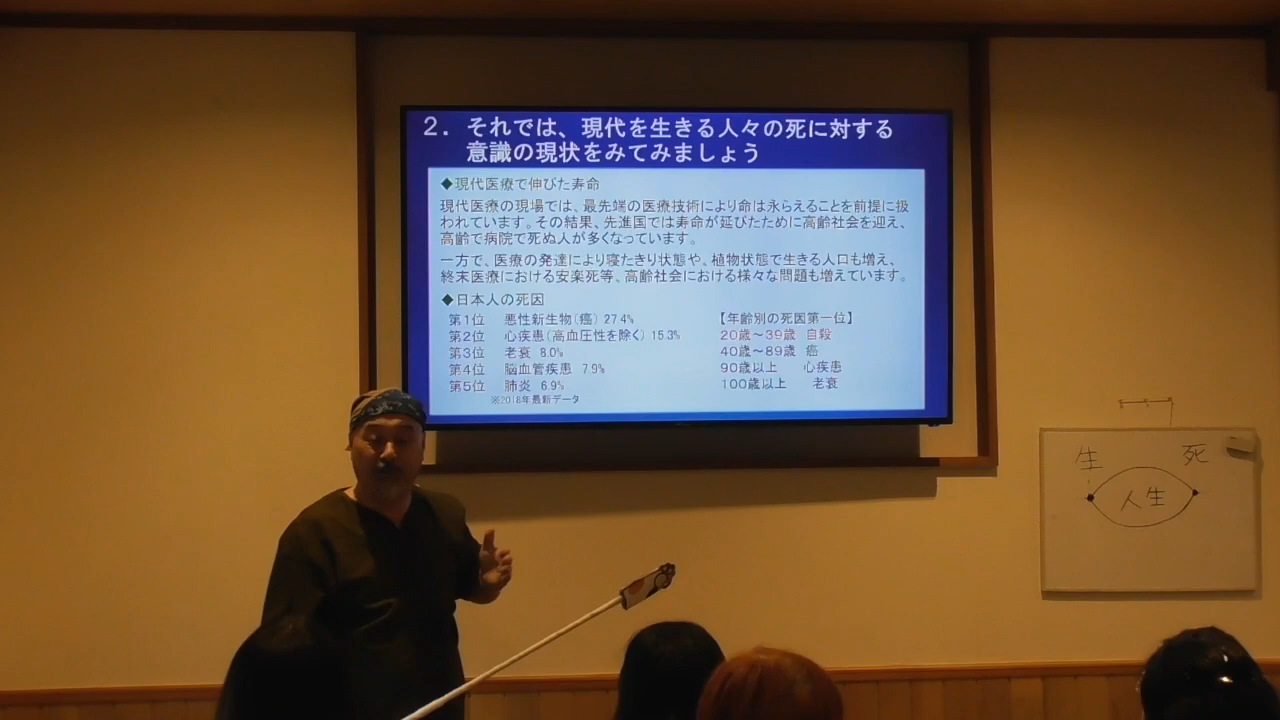 2．それでは、現代を生きる人々の死に対する
意識の現状をみてみましょう
◆現代医療で伸びた寿命
現代医療の現場では、最先端の医療技術により命は永らえることを前提に扱
われています。その結果、先進国では寿命が延びたために高齢社会を迎え、
高齢で病院で死ぬ人が多くなっています。
一方で、医療の発達により寝たきり状態や、植物状態で生きる人口も増え、
終末医療における安楽死等、高齢社会における様々な問題も増えています。
◆日本人の死因
第1位 悪性新生物（癌） 27.4%
第2位 心疾患（高血圧性を除く） 15.3%
第3位 老衰 8.0%
第4位 脳血管疾患 7.9%
第5位 肺炎 6.9%
※2018年最新データ
【年齢別の死因第一位】
20歳～39歳 自殺
40歳～89歳 癌
90歳以上 心疾患
100歳以上 老衰
生 死
人生